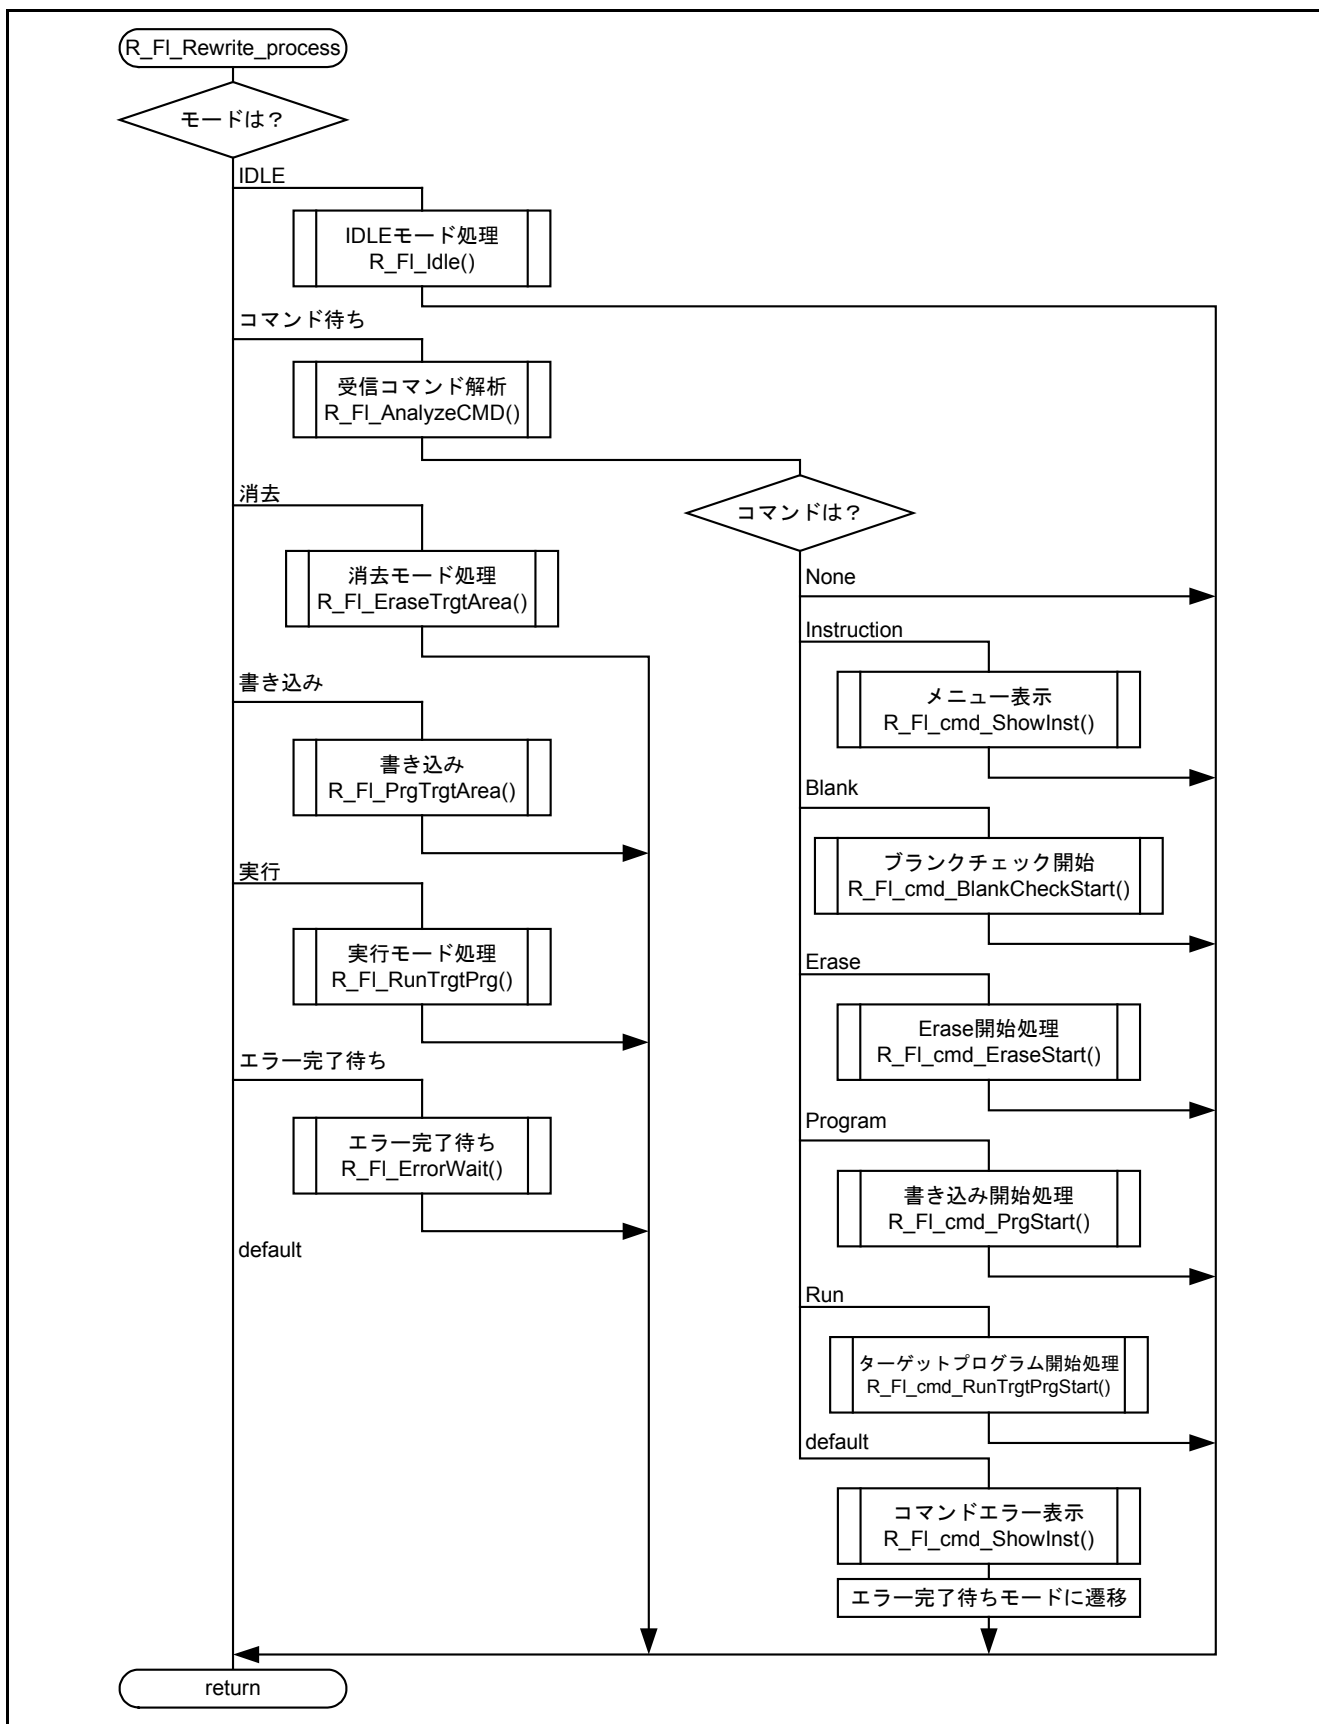 R_Fl_Rewrite_process
モードは？
IDLE
IDLEモード処理
R_Fl_Idle()
コマンド待ち
受信コマンド解析
R_Fl_AnalyzeCMD()
消去
消去モード処理
R_Fl_EraseTrgtArea()
書き込み
書き込み
R_Fl_PrgTrgtArea()
実行
実行モード処理
R_Fl_RunTrgtPrg()
エラー完了待ち
エラー完了待ち
R_Fl_ErrorWait()
default
コマンドは？
None
Instruction
メニュー表示
R_Fl_cmd_ShowInst()
Blank
ブランクチェック開始
R_Fl_cmd_BlankCheckStart()
Erase
Erase開始処理
R_Fl_cmd_EraseStart()
Program
書き込み開始処理
R_Fl_cmd_PrgStart()
Run
ターゲットプログラム開始処理
R_Fl_cmd_RunTrgtPrgStart()
default
コマンドエラー表示
R_Fl_cmd_ShowInst()
エラー完了待ちモードに遷移
return